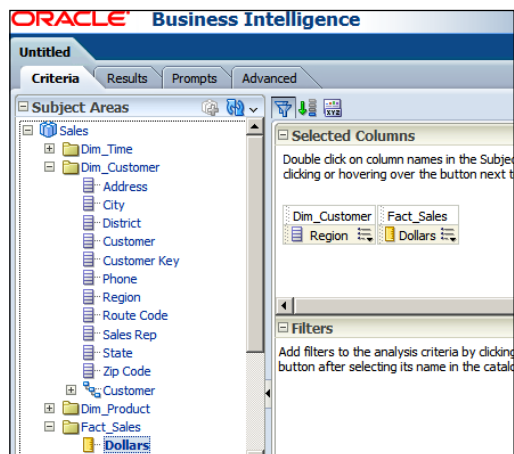 ORACLE Business Intelligence
Untitled
Criteria Results Prompts Advanced
Subject Areas
Sales
Dim_Time
Dim_Customer
Address
City
District
Customer
Customer Key
Phone
Region
Route Code
Sales Rep
State
Zip Code
Customer
Dim_Product
Fact_Sales
Dollars
XYZ
Selected Columns
Double click on column names in the Subje
clicking or hovering over the button next t
Dim_Customer Fact_Sales
Region Dollars
Filters
Add filters to the analysis criteria by clicking
button after selecting its name in the catal